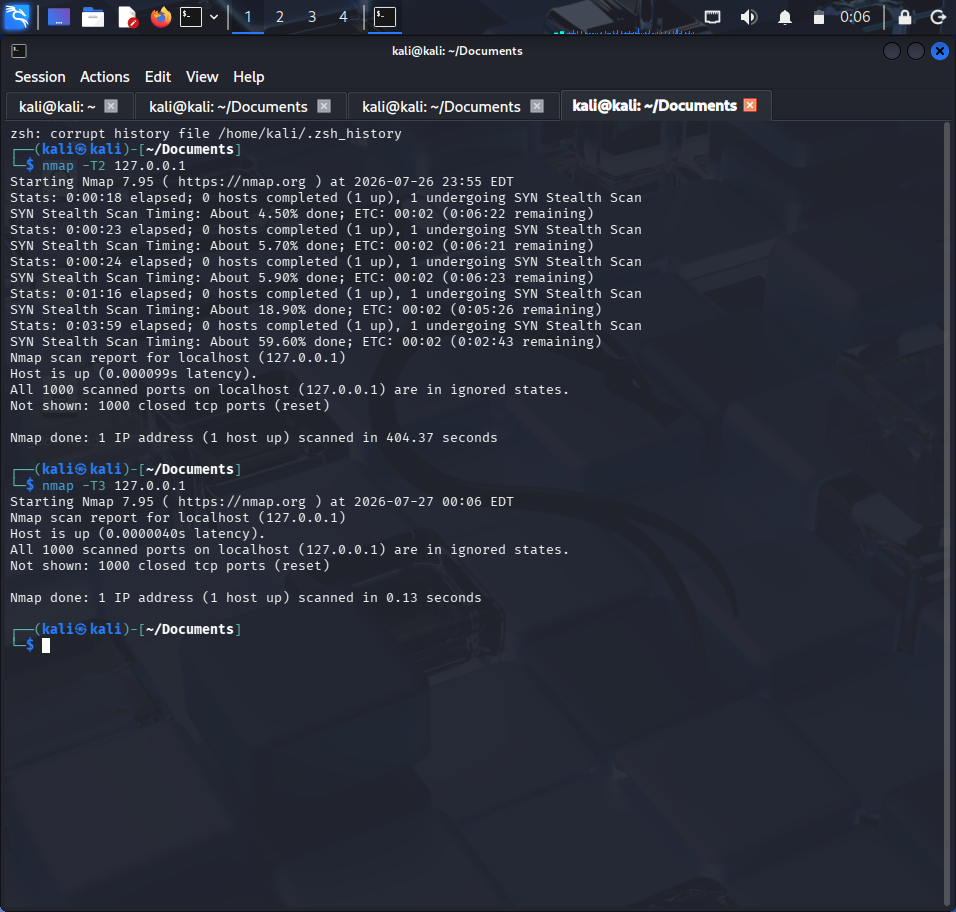 1 2 3 4 0:06
kali@kali: ~/Documents
Session Actions Edit View Help
kali@kali: ~ kali@kali: ~/Documents kali@kali: ~/Documents kali@kali: ~/Documents
zsh: corrupt history file /home/kali/.zsh_history
┌──(kali㉿kali)-[~/Documents]
└─$ nmap -T2 127.0.0.1
Starting Nmap 7.95 ( https://nmap.org ) at 2026-07-26 23:55 EDT
Stats: 0:00:18 elapsed; 0 hosts completed (1 up), 1 undergoing SYN Stealth Scan
SYN Stealth Scan Timing: About 4.50% done; ETC: 00:02 (0:06:22 remaining)
Stats: 0:00:23 elapsed; 0 hosts completed (1 up), 1 undergoing SYN Stealth Scan
SYN Stealth Scan Timing: About 5.70% done; ETC: 00:02 (0:06:21 remaining)
Stats: 0:00:24 elapsed; 0 hosts completed (1 up), 1 undergoing SYN Stealth Scan
SYN Stealth Scan Timing: About 5.90% done; ETC: 00:02 (0:06:23 remaining)
Stats: 0:01:16 elapsed; 0 hosts completed (1 up), 1 undergoing SYN Stealth Scan
SYN Stealth Scan Timing: About 18.90% done; ETC: 00:02 (0:05:26 remaining)
Stats: 0:03:59 elapsed; 0 hosts completed (1 up), 1 undergoing SYN Stealth Scan
SYN Stealth Scan Timing: About 59.60% done; ETC: 00:02 (0:02:43 remaining)
Nmap scan report for localhost (127.0.0.1)
Host is up (0.000099s latency).
All 1000 scanned ports on localhost (127.0.0.1) are in ignored states.
Not shown: 1000 closed tcp ports (reset)
Nmap done: 1 IP address (1 host up) scanned in 404.37 seconds
┌──(kali㉿kali)-[~/Documents]
└─$ nmap -T3 127.0.0.1
Starting Nmap 7.95 ( https://nmap.org ) at 2026-07-27 00:06 EDT
Nmap scan report for localhost (127.0.0.1)
Host is up (0.0000040s latency).
All 1000 scanned ports on localhost (127.0.0.1) are in ignored states.
Not shown: 1000 closed tcp ports (reset)
Nmap done: 1 IP address (1 host up) scanned in 0.13 seconds
┌──(kali㉿kali)-[~/Documents]
└─$